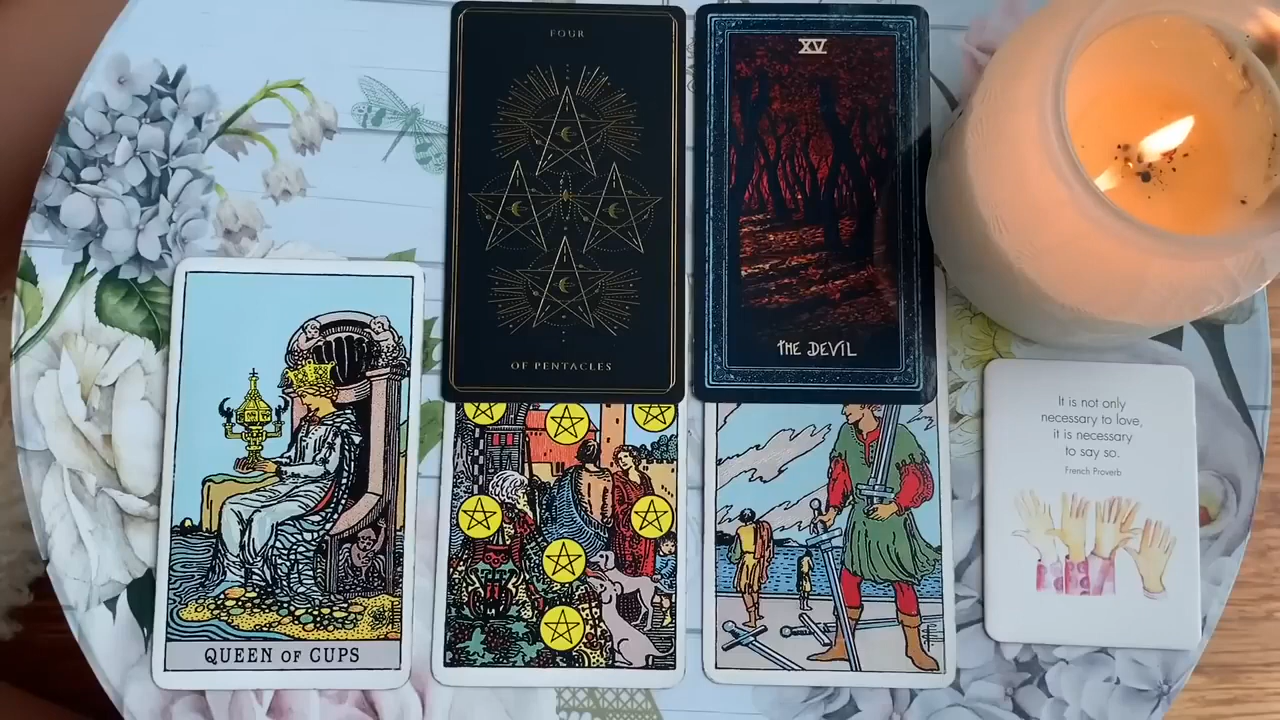 FOUR
OF PENTACLES
XV
THE DEVIL
QUEEN OF CUPS
It is not only
necessary to love,
it is necessary
to say so.
French Proverb